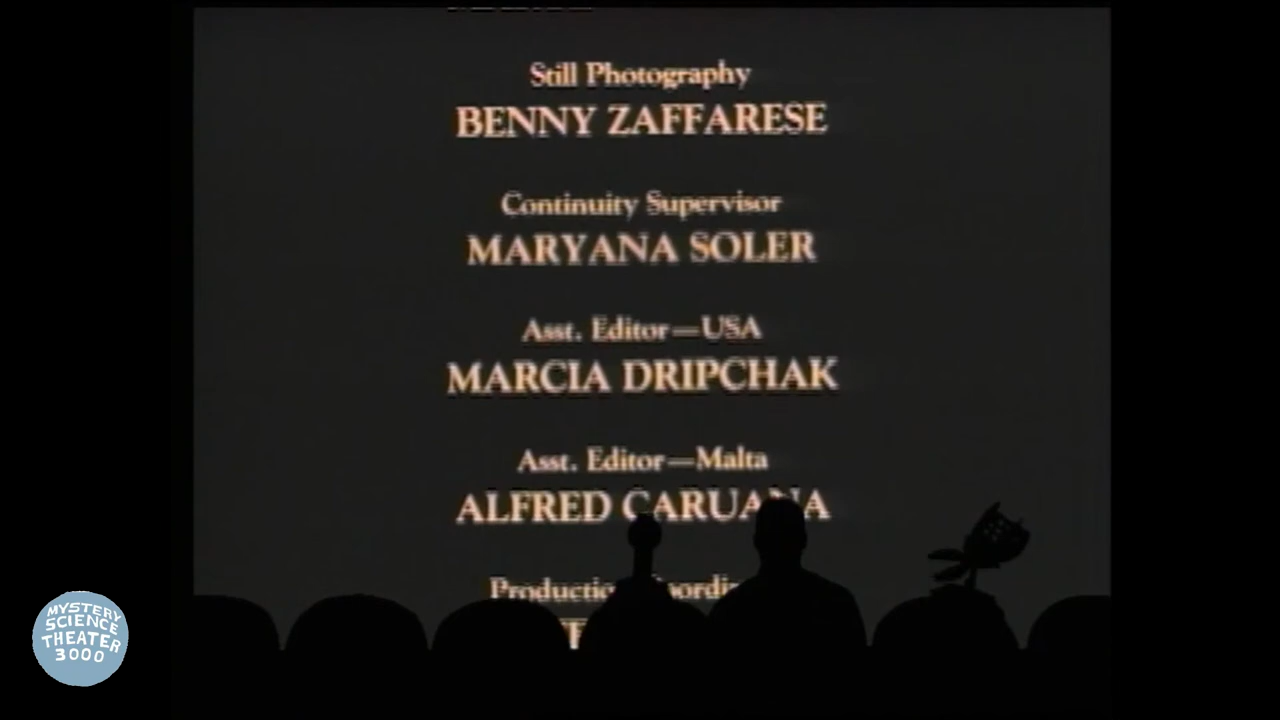 Still Photography
BENNY ZAFFARESE
Continuity Supervisor
MARYANA SOLER
Asst. Editor—USA
MARCIA DRIPCHAK
Asst. Editor—Malta
ALFRED CARUANA
MYSTERY
SCIENCE
THEATER
3000